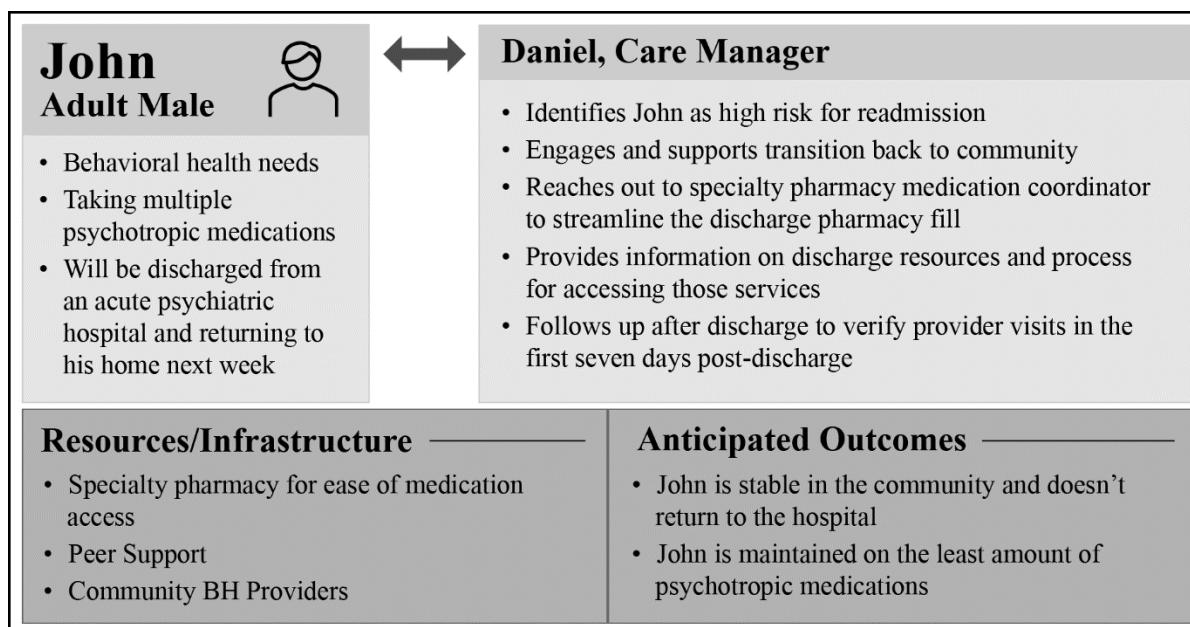 John
Adult Male
• Behavioral health needs
• Taking multiple
psychotropic medications
• Will be discharged from
an acute psychiatric
hospital and returning to
his home next week
Daniel, Care Manager
• Identifies John as high risk for readmission
• Engages and supports transition back to community
• Reaches out to specialty pharmacy medication coordinator
to streamline the discharge pharmacy fill
• Provides information on discharge resources and process
for accessing those services
• Follows up after discharge to verify provider visits in the
first seven days post-discharge
Resources/Infrastructure
• Specialty pharmacy for ease of medication
access
• Peer Support
• Community BH Providers
Anticipated Outcomes
• John is stable in the community and doesn’t
return to the hospital
• John is maintained on the least amount of
psychotropic medications